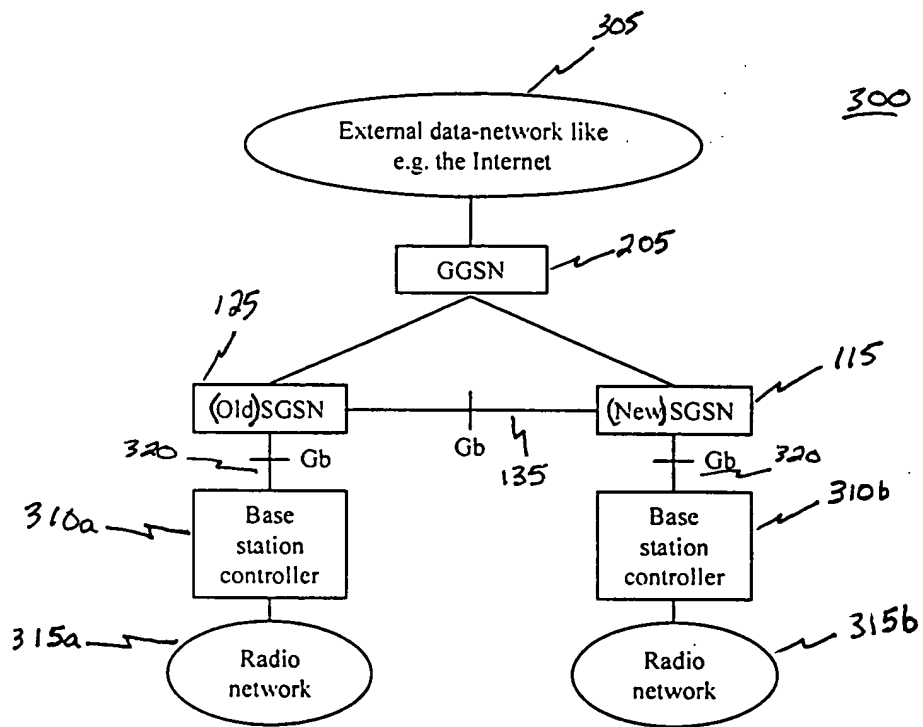 305
300
External data-network like
e.g. the Internet
205
GGSN
125
115
(Old)SGSN
(New)SGSN
Gb
135
320
Gb
Gb
320
310a
310b
Base
station
controller
Base
station
controller
315a
315b
Radio
network
Radio
network